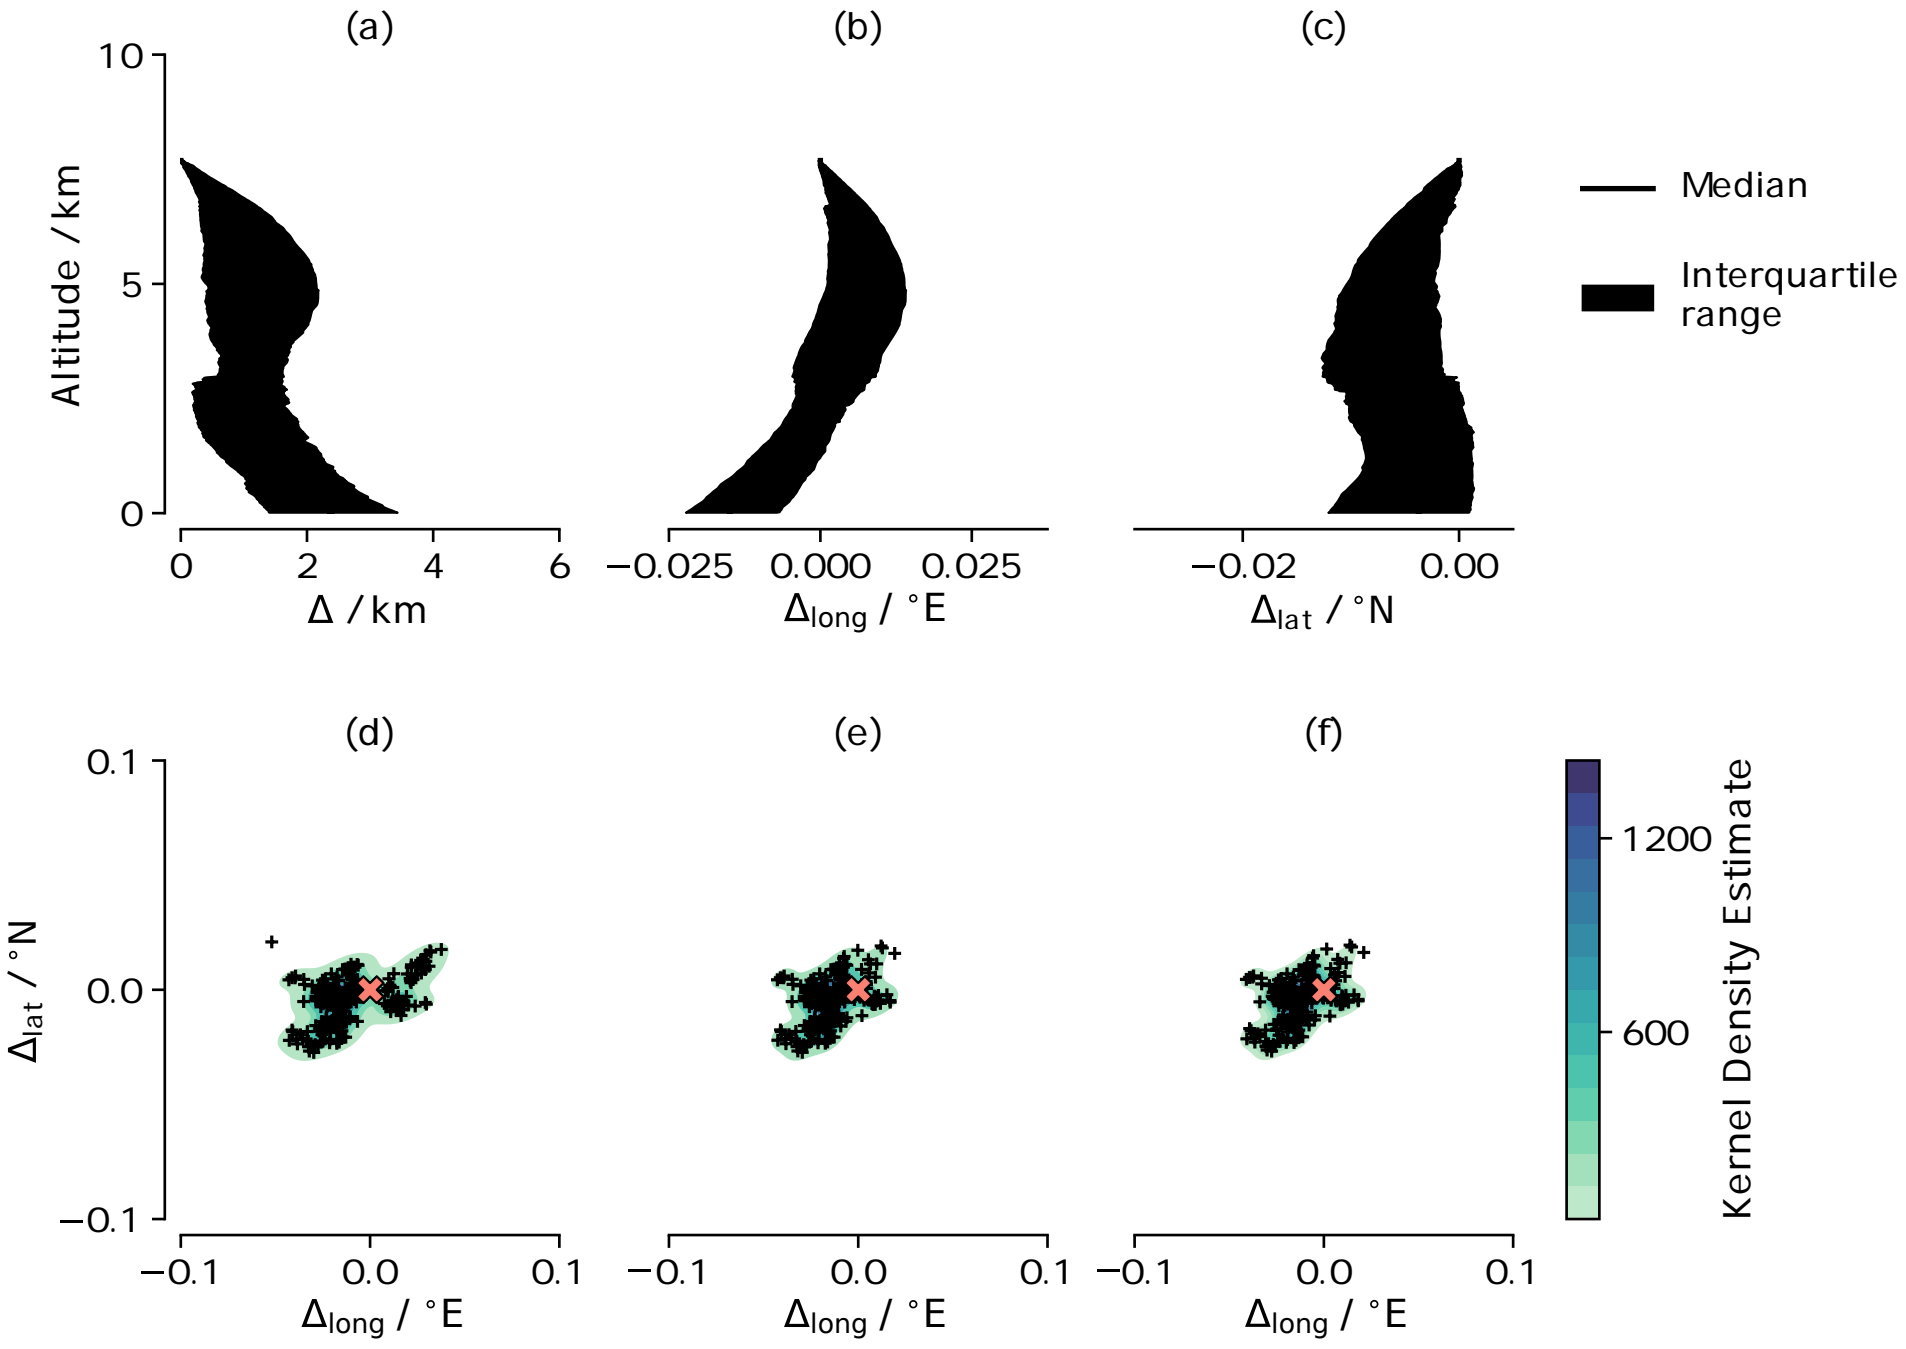 (a)
(b)
(c)
10
5
0
Altitude / km
0 2 4 6
Δ / km
−0.025 0.000 0.025
Δlong / °E
−0.02 0.00
Δlat / °N
Median
Interquartile
range
(d)
(e)
(f)
0.1
0.0
−0.1
Δlat / °N
−0.1 0.0 0.1
Δlong / °E
−0.1 0.0 0.1
Δlong / °E
−0.1 0.0 0.1
Δlong / °E
1200
600
Kernel Density Estimate